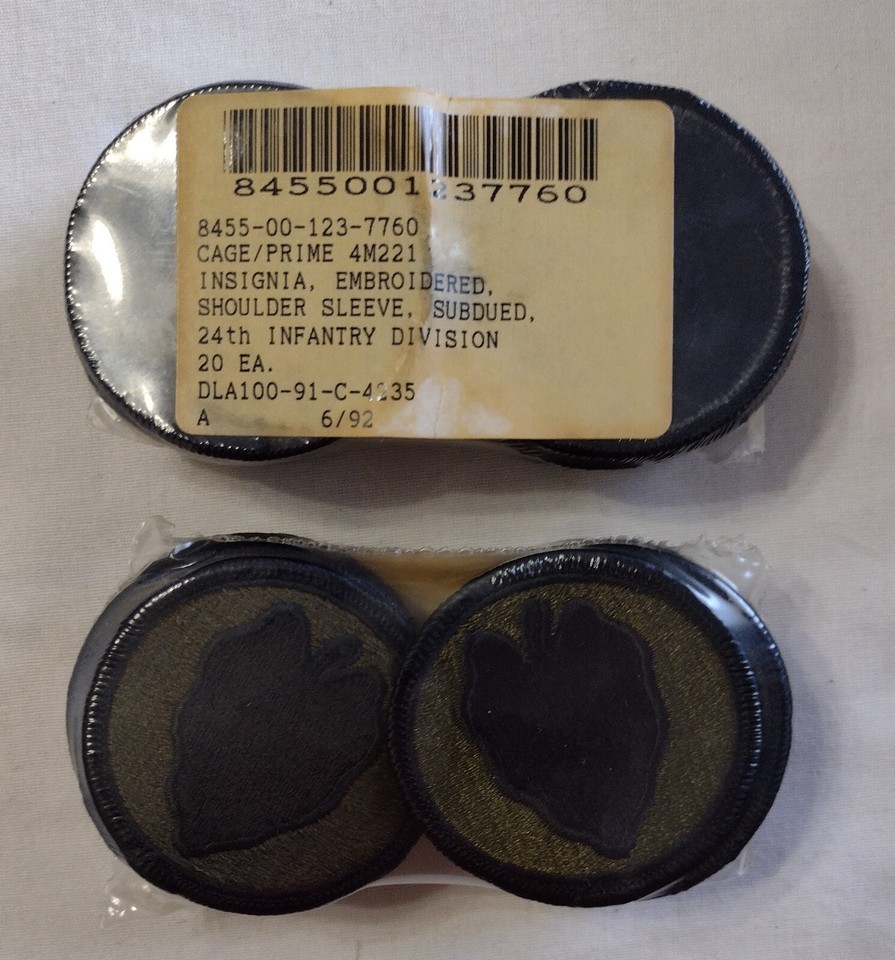 8455001237760
8455-00-123-7760
CAGE/PRIME 4M221
INSIGNIA, EMBROIDERED,
SHOULDER SLEEVE, SUBDUED,
24th INFANTRY DIVISION
20 EA.
DLA100-91-C-4235
A 6/92